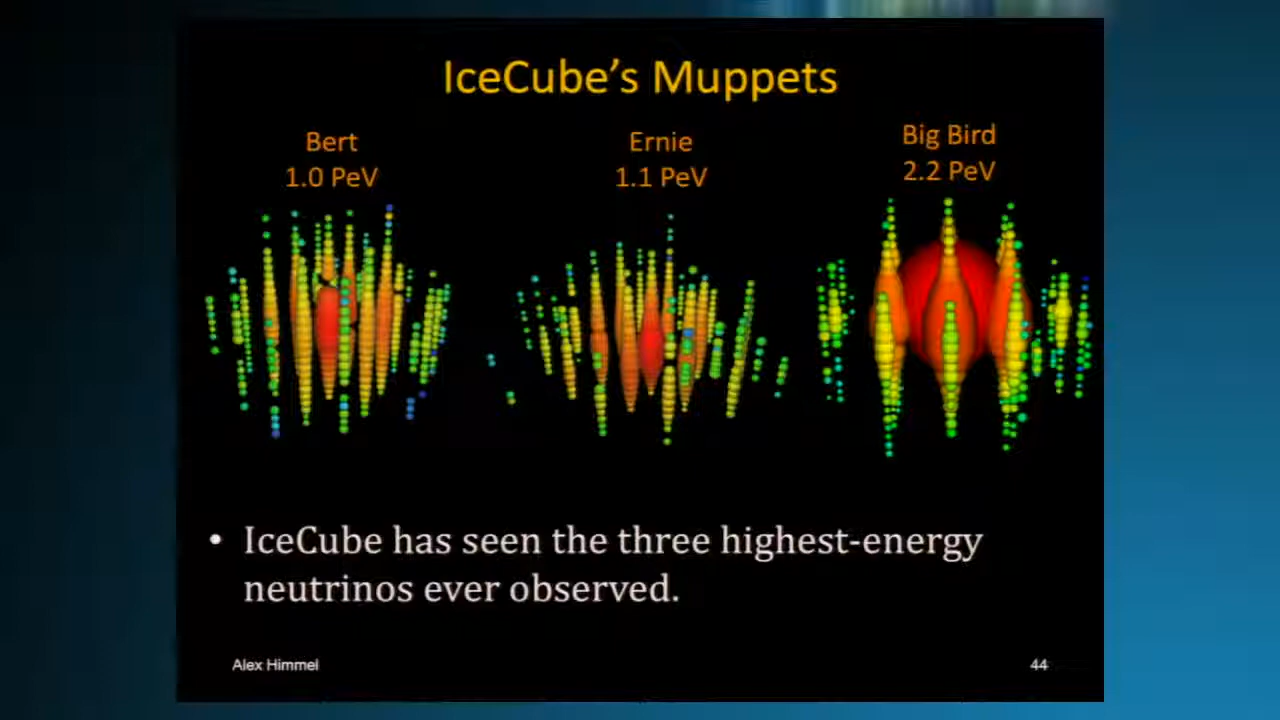 IceCube’s Muppets
Bert
1.0 PeV
Ernie
1.1 PeV
Big Bird
2.2 PeV
• IceCube has seen the three highest-energy
neutrinos ever observed.
Alex Himmel
44